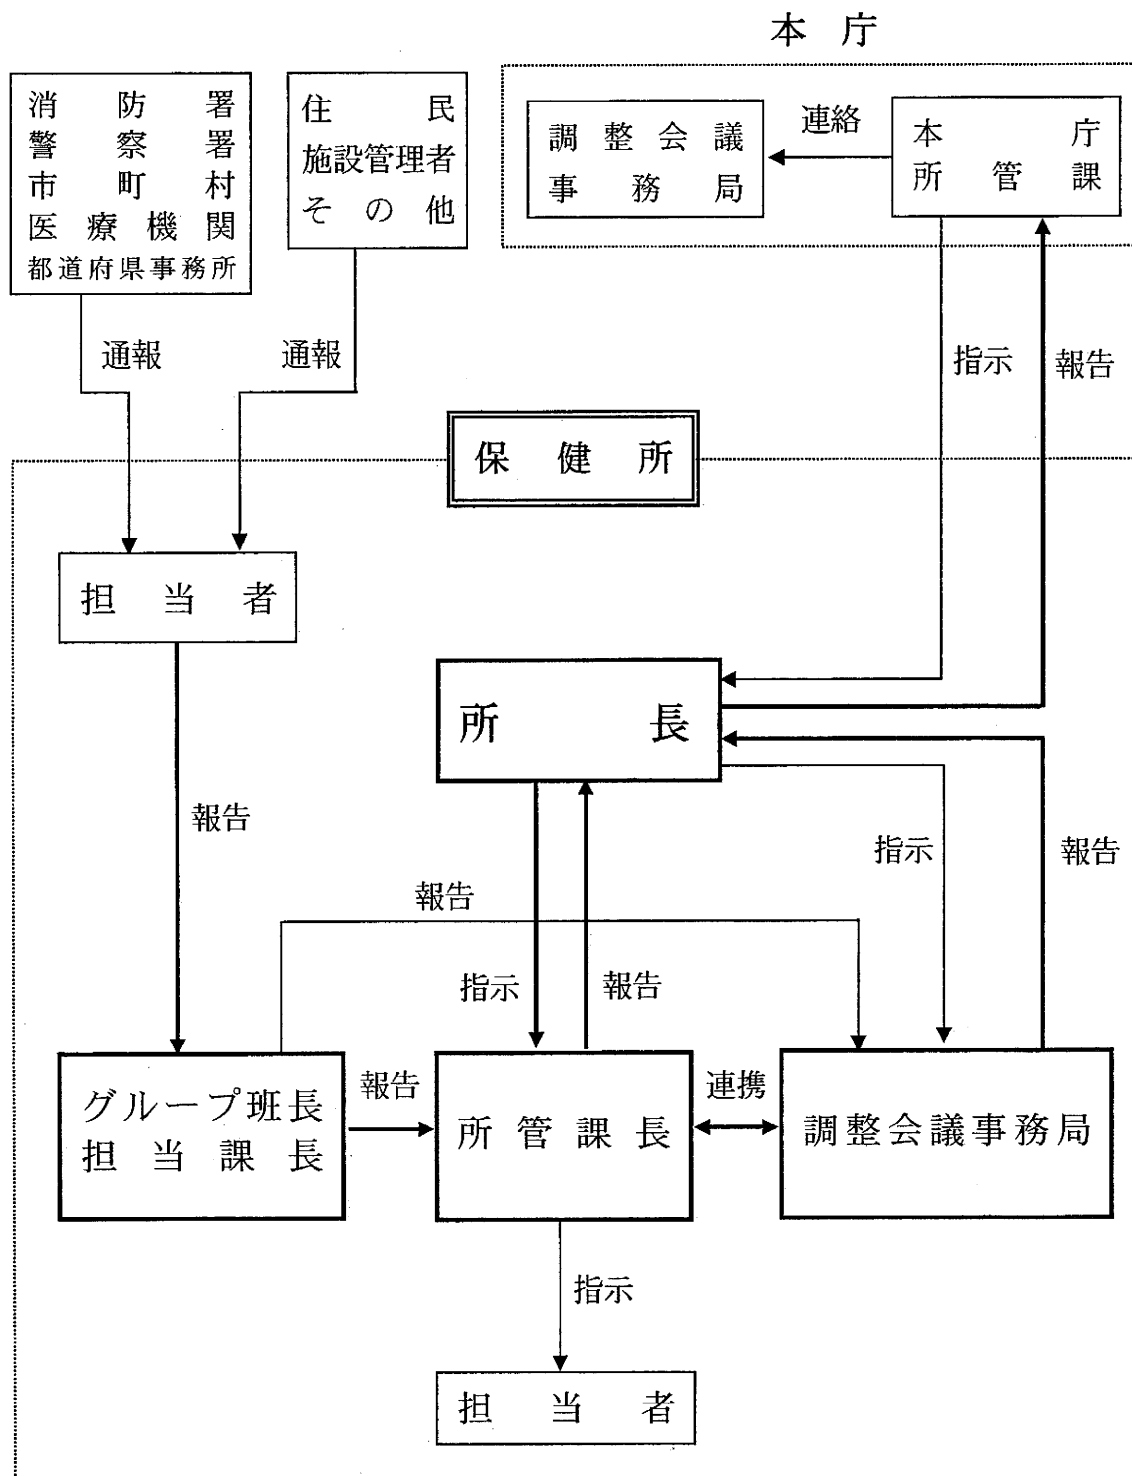 本庁
消防署
警察署
市町村
医療機関
都道府県事務所
住民
施設管理者
その他
調整会議
事務局
連絡
本庁
所管課
通報
通報
指示
報告
保健所
担当者
所長
報告
指示
報告
報告
指示
報告
グループ班長
担当課長
報告
所管課長
連携
調整会議事務局
指示
担当者